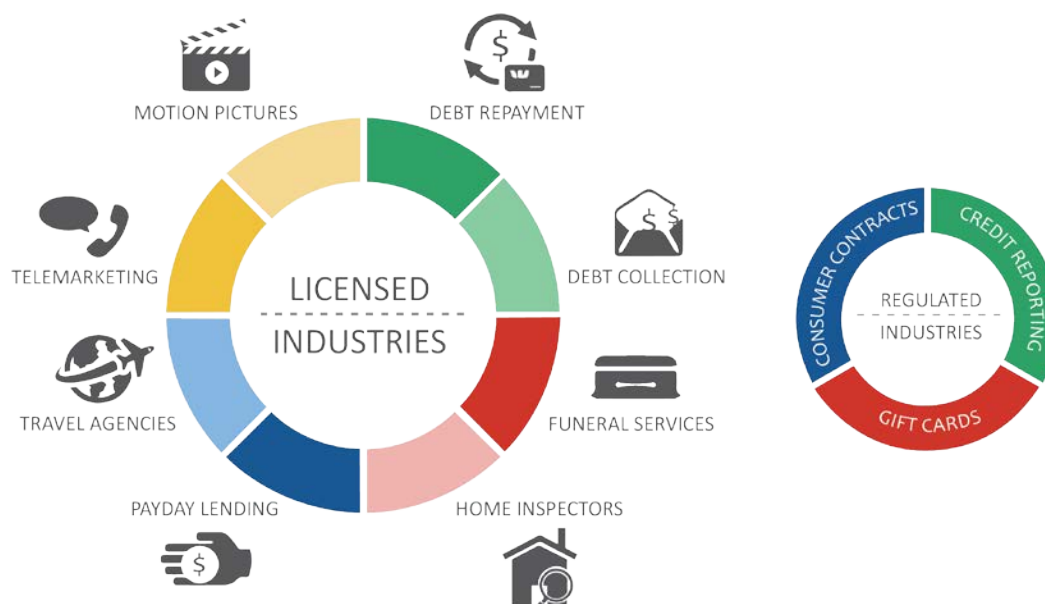 MOTION PICTURES
DEBT REPAYMENT
TELEMARKETING
DEBT COLLECTION
TRAVEL AGENCIES
FUNERAL SERVICES
PAYDAY LENDING
HOME INSPECTORS
LICENSED
INDUSTRIES
$
$
$
$
CONSUMER CONTRACTS
CREDIT REPORTING
GIFT CARDS
REGULATED
INDUSTRIES